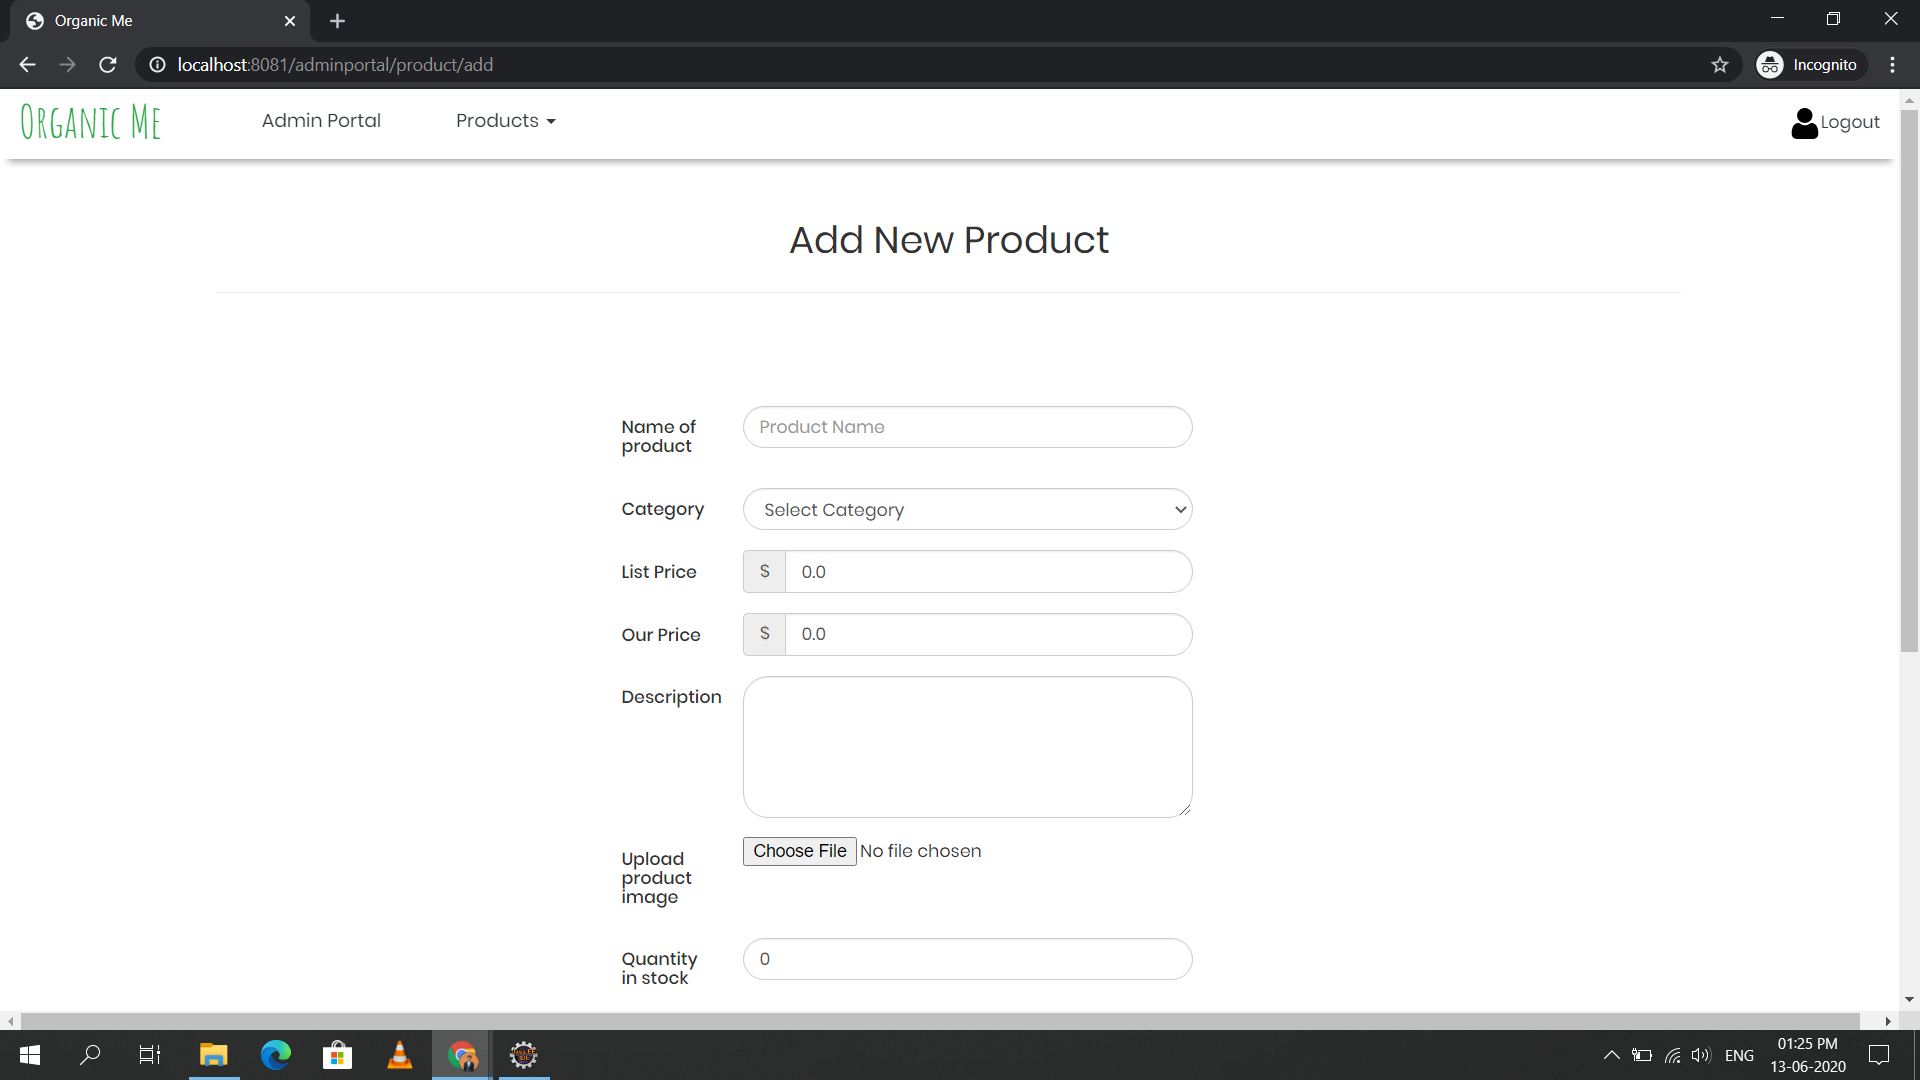 Organic Me
localhost:8081/adminportal/product/add
Incognito
Organic Me
Admin Portal
Products
Logout
Add New Product
Name of
product
Product Name
Category
Select Category
List Price
$
0.0
Our Price
$
0.0
Description
Upload
product
image
Choose File
No file chosen
Quantity
in stock
0
ENG
01:25 PM
13-06-2020